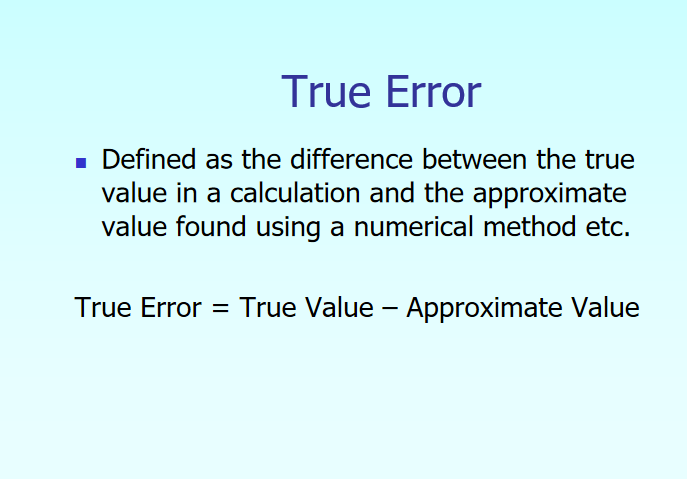 True Error
Defined as the difference between the true
value in a calculation and the approximate
value found using a numerical method etc.
True Error = True Value – Approximate Value